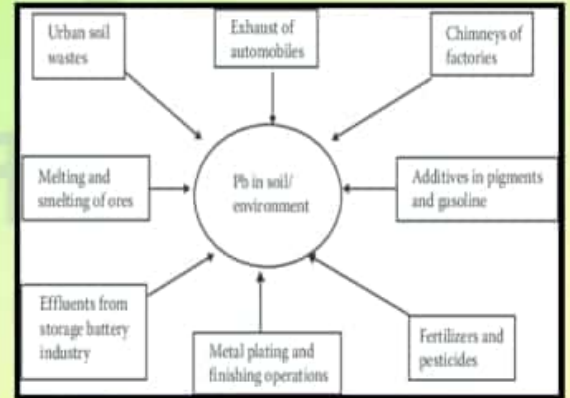 Urban soil
wastes
Exhaust of
automobiles
Chimneys of
factories
Melting and
smelting of ores
Pb in soil/
environment
Additives in pigments
and gasoline
Effluents from
storage battery
industry
Metal plating and
finishing operations
Fertilizers and
pesticides